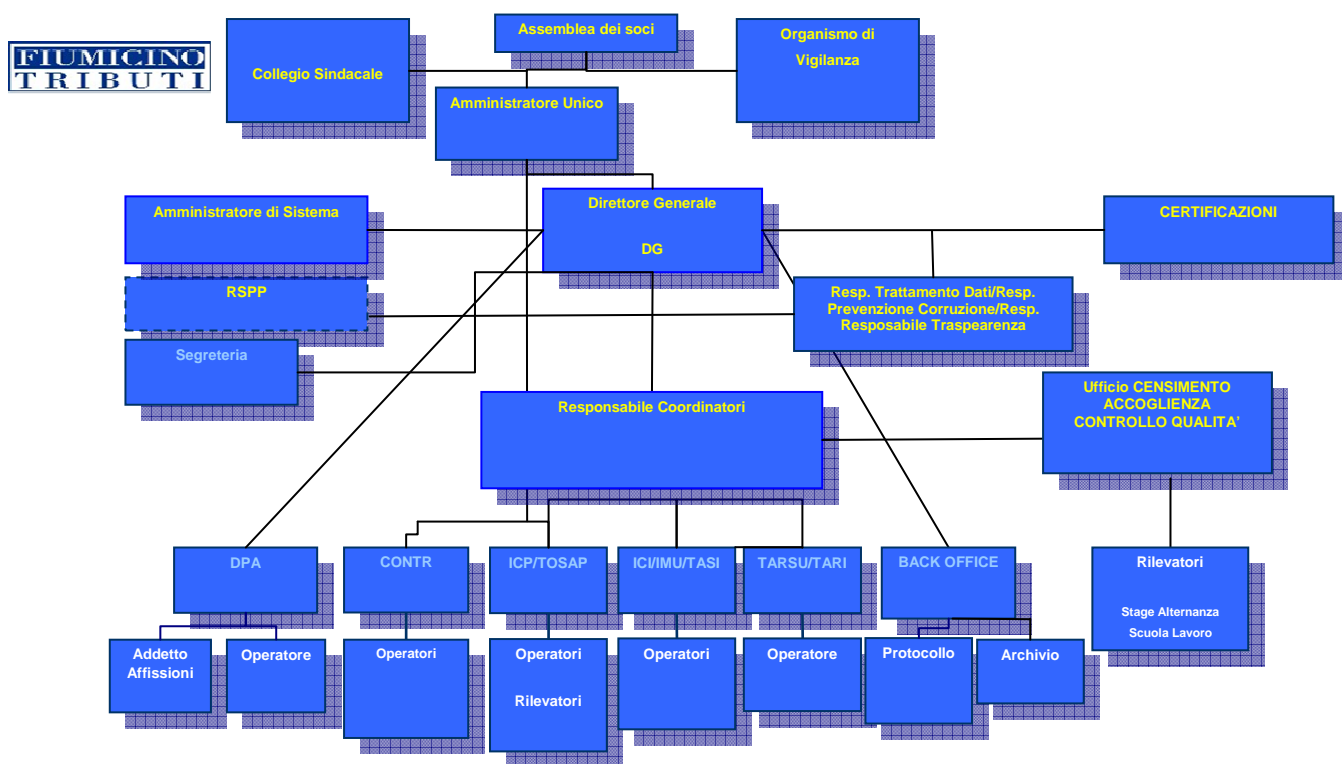 FIUMICINO
TRIBUTI
Collegio Sindacale
Assemblea dei soci
Organismo di
Vigilanza
Amministratore Unico
Amministratore di Sistema
Direttore Generale
DG
CERTIFICAZIONI
RSPP
Resp. Trattamento Dati/Resp.
Prevenzione Corruzione/Resp.
Resposabile Traspearenza
Segreteria
Responsabile Coordinatori
Ufficio CENSIMENTO
ACCOGLIENZA
CONTROLLO QUALITA’
DPA
CONTR
ICP/TOSAP
ICI/IMU/TASI
TARSU/TARI
BACK OFFICE
Rilevatori
Stage Alternanza
Scuola Lavoro
Addetto
Affissioni
Operatore
Operatori
Operatori
Rilevatori
Operatori
Operatore
Protocollo
Archivio